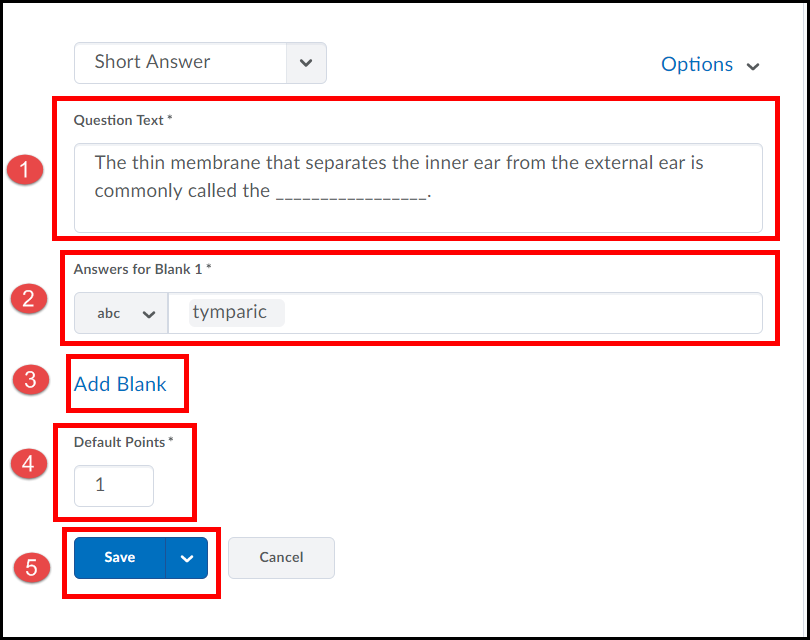 Short Answer
Options
Question Text *
1
The thin membrane that separates the inner ear from the external ear is
commonly called the _________________.
Answers for Blank 1 *
2
abc tymparic
3
Add Blank
Default Points *
4
1
5
Save Cancel